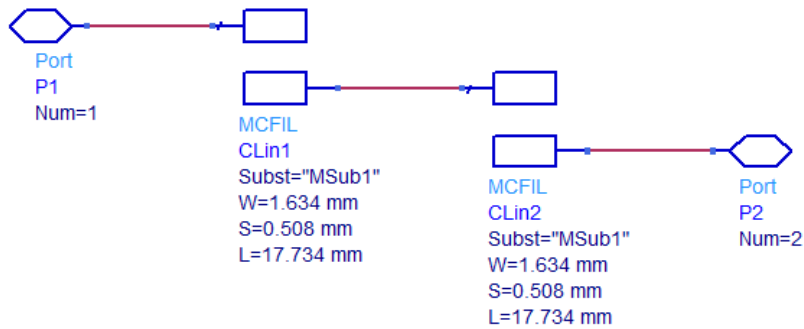 Port
P1
Num=1
MCFIL
CLin1
Subst="MSub1"
W=1.634 mm
S=0.508 mm
L=17.734 mm
MCFIL
CLin2
Subst="MSub1"
W=1.634 mm
S=0.508 mm
L=17.734 mm
Port
P2
Num=2